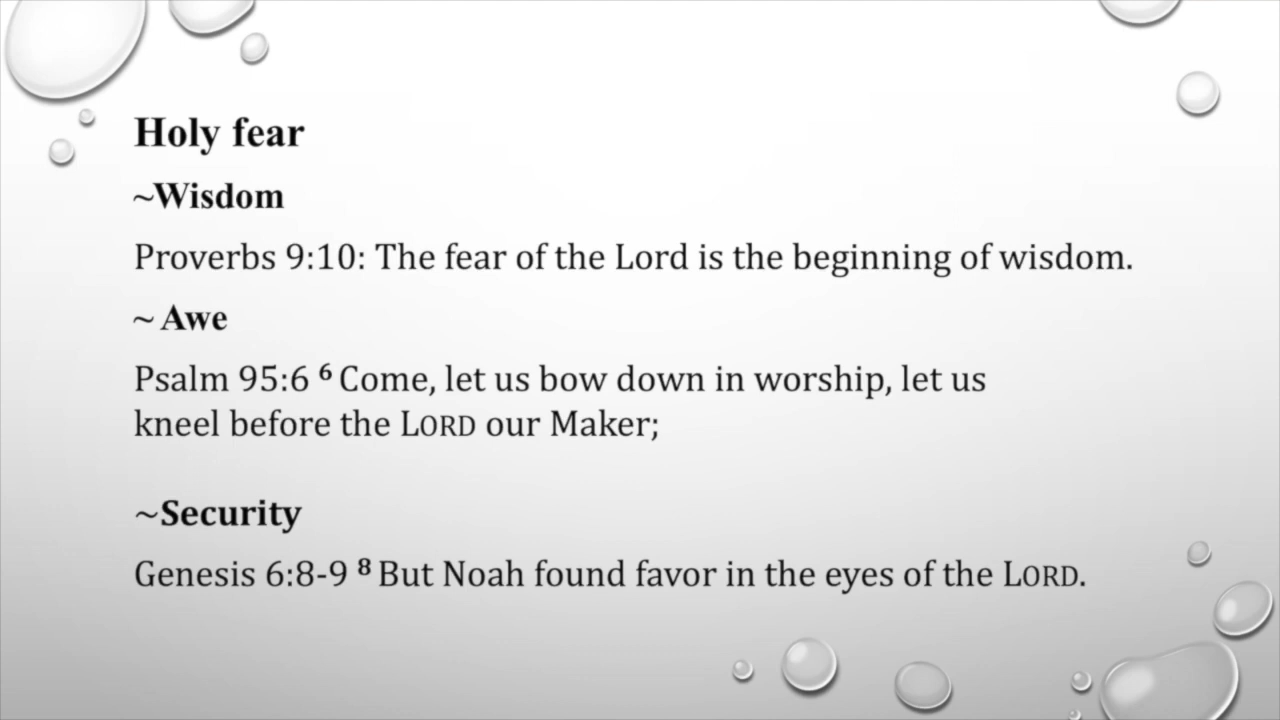 Holy fear
~Wisdom
Proverbs 9:10: The fear of the Lord is the beginning of wisdom.
~ Awe
Psalm 95:6 ⁶ Come, let us bow down in worship, let us
kneel before the LORD our Maker;
~Security
Genesis 6:8-9 ⁸ But Noah found favor in the eyes of the LORD.